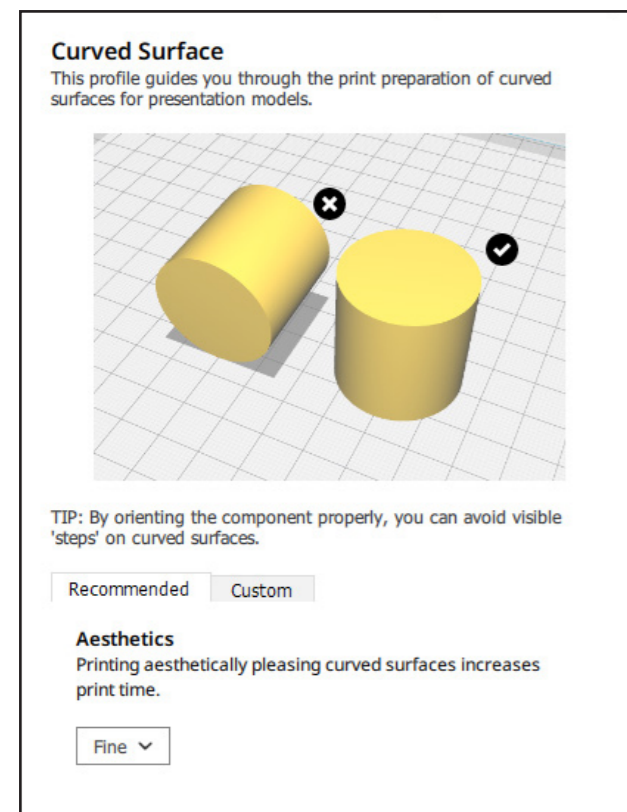 Curved Surface
This profile guides you through the print preparation of curved
surfaces for presentation models.
TIP: By orienting the component properly, you can avoid visible
'steps' on curved surfaces.
Recommended
Custom
Aesthetics
Printing aesthetically pleasing curved surfaces increases
print time.
Fine